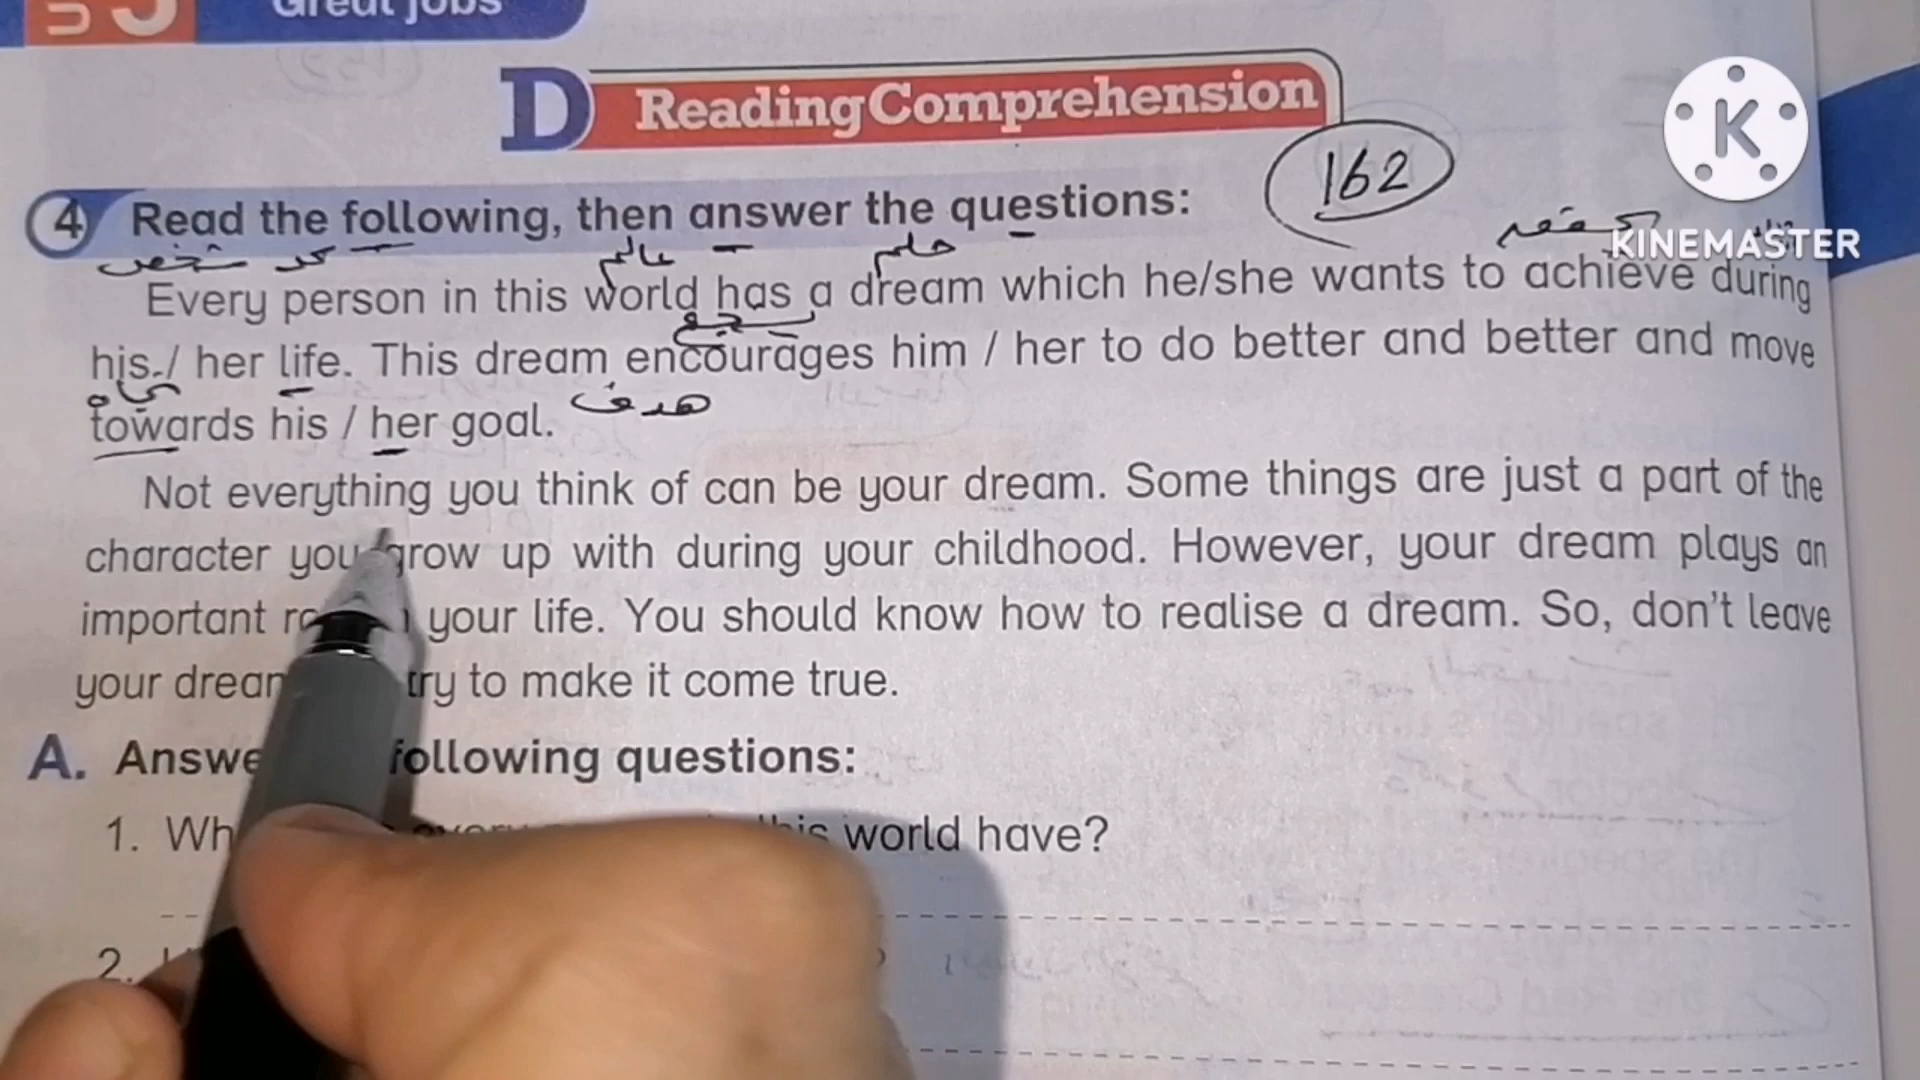 Great jobs
D Reading Comprehension
162
K
KINEMASTER
4 Read the following, then answer the questions:
كل شخص عالم حلم
Every person in this world has a dream which he/she wants to achieve during
يشجع
his / her life. This dream encourages him / her to do better and better and move
حياة هدف
towards his / her goal.
Not everything you think of can be your dream. Some things are just a part of the
character you grow up with during your childhood. However, your dream plays an
important your life. You should know how to realise a dream. So, don't leave
your try to make it come true.
A. following questions:
1. world have?
2.